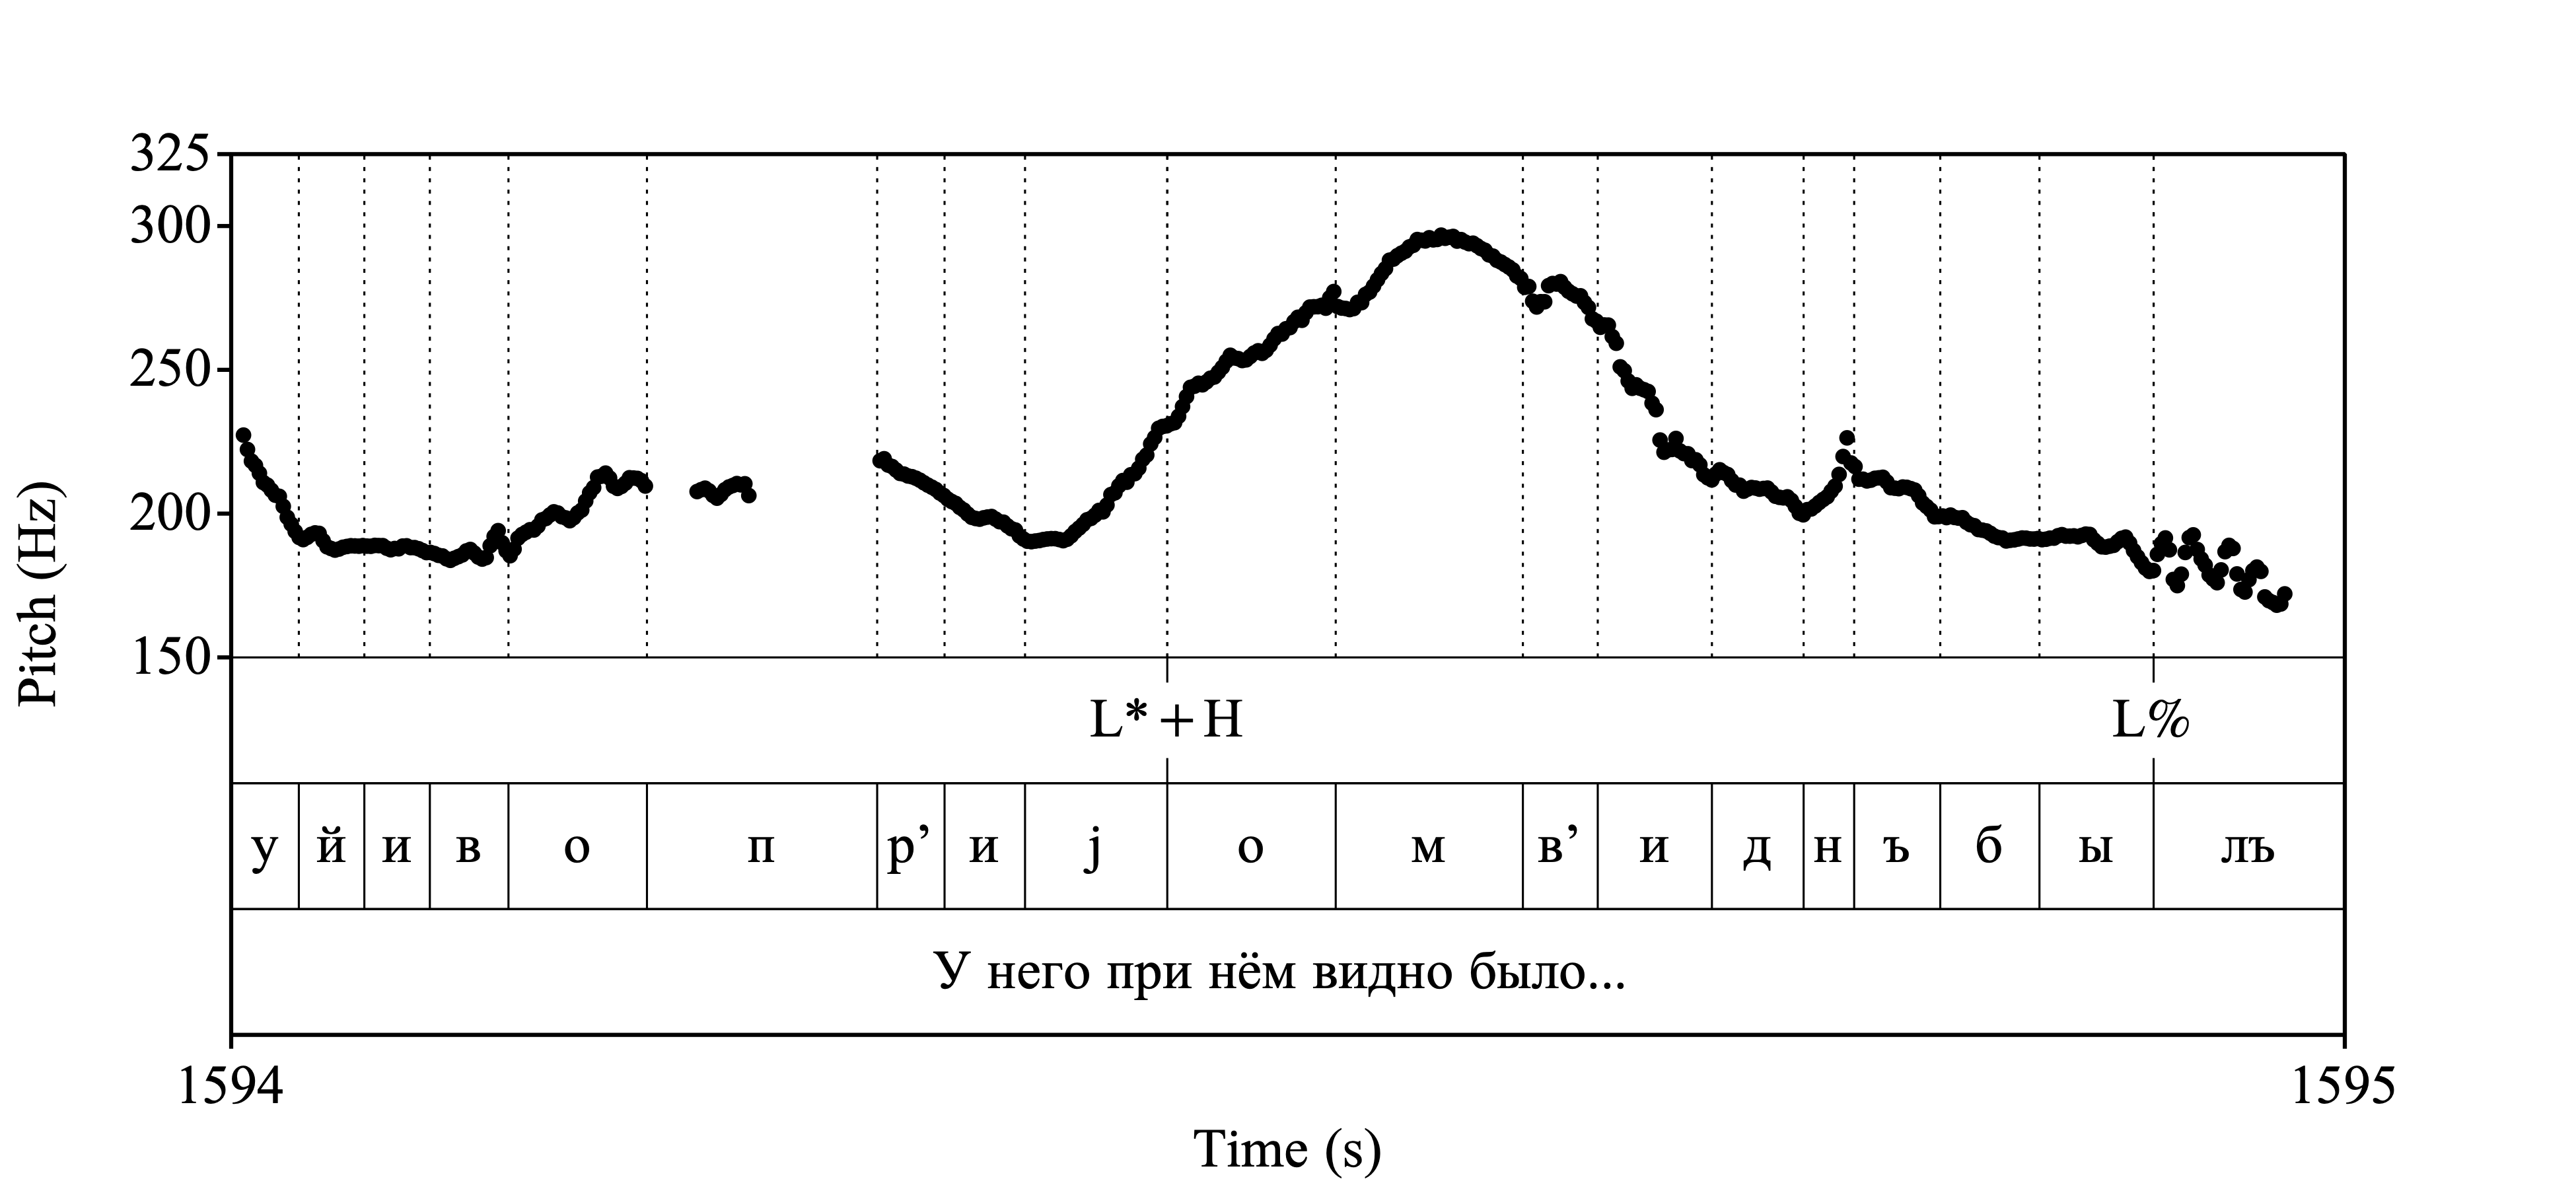 325
300
250
200
150
Pitch (Hz)
L*+H L%
у й и в о п р’ и j о м в’ и д н ъ б ы лъ
У него при нём видно было...
1594 1595
Time (s)